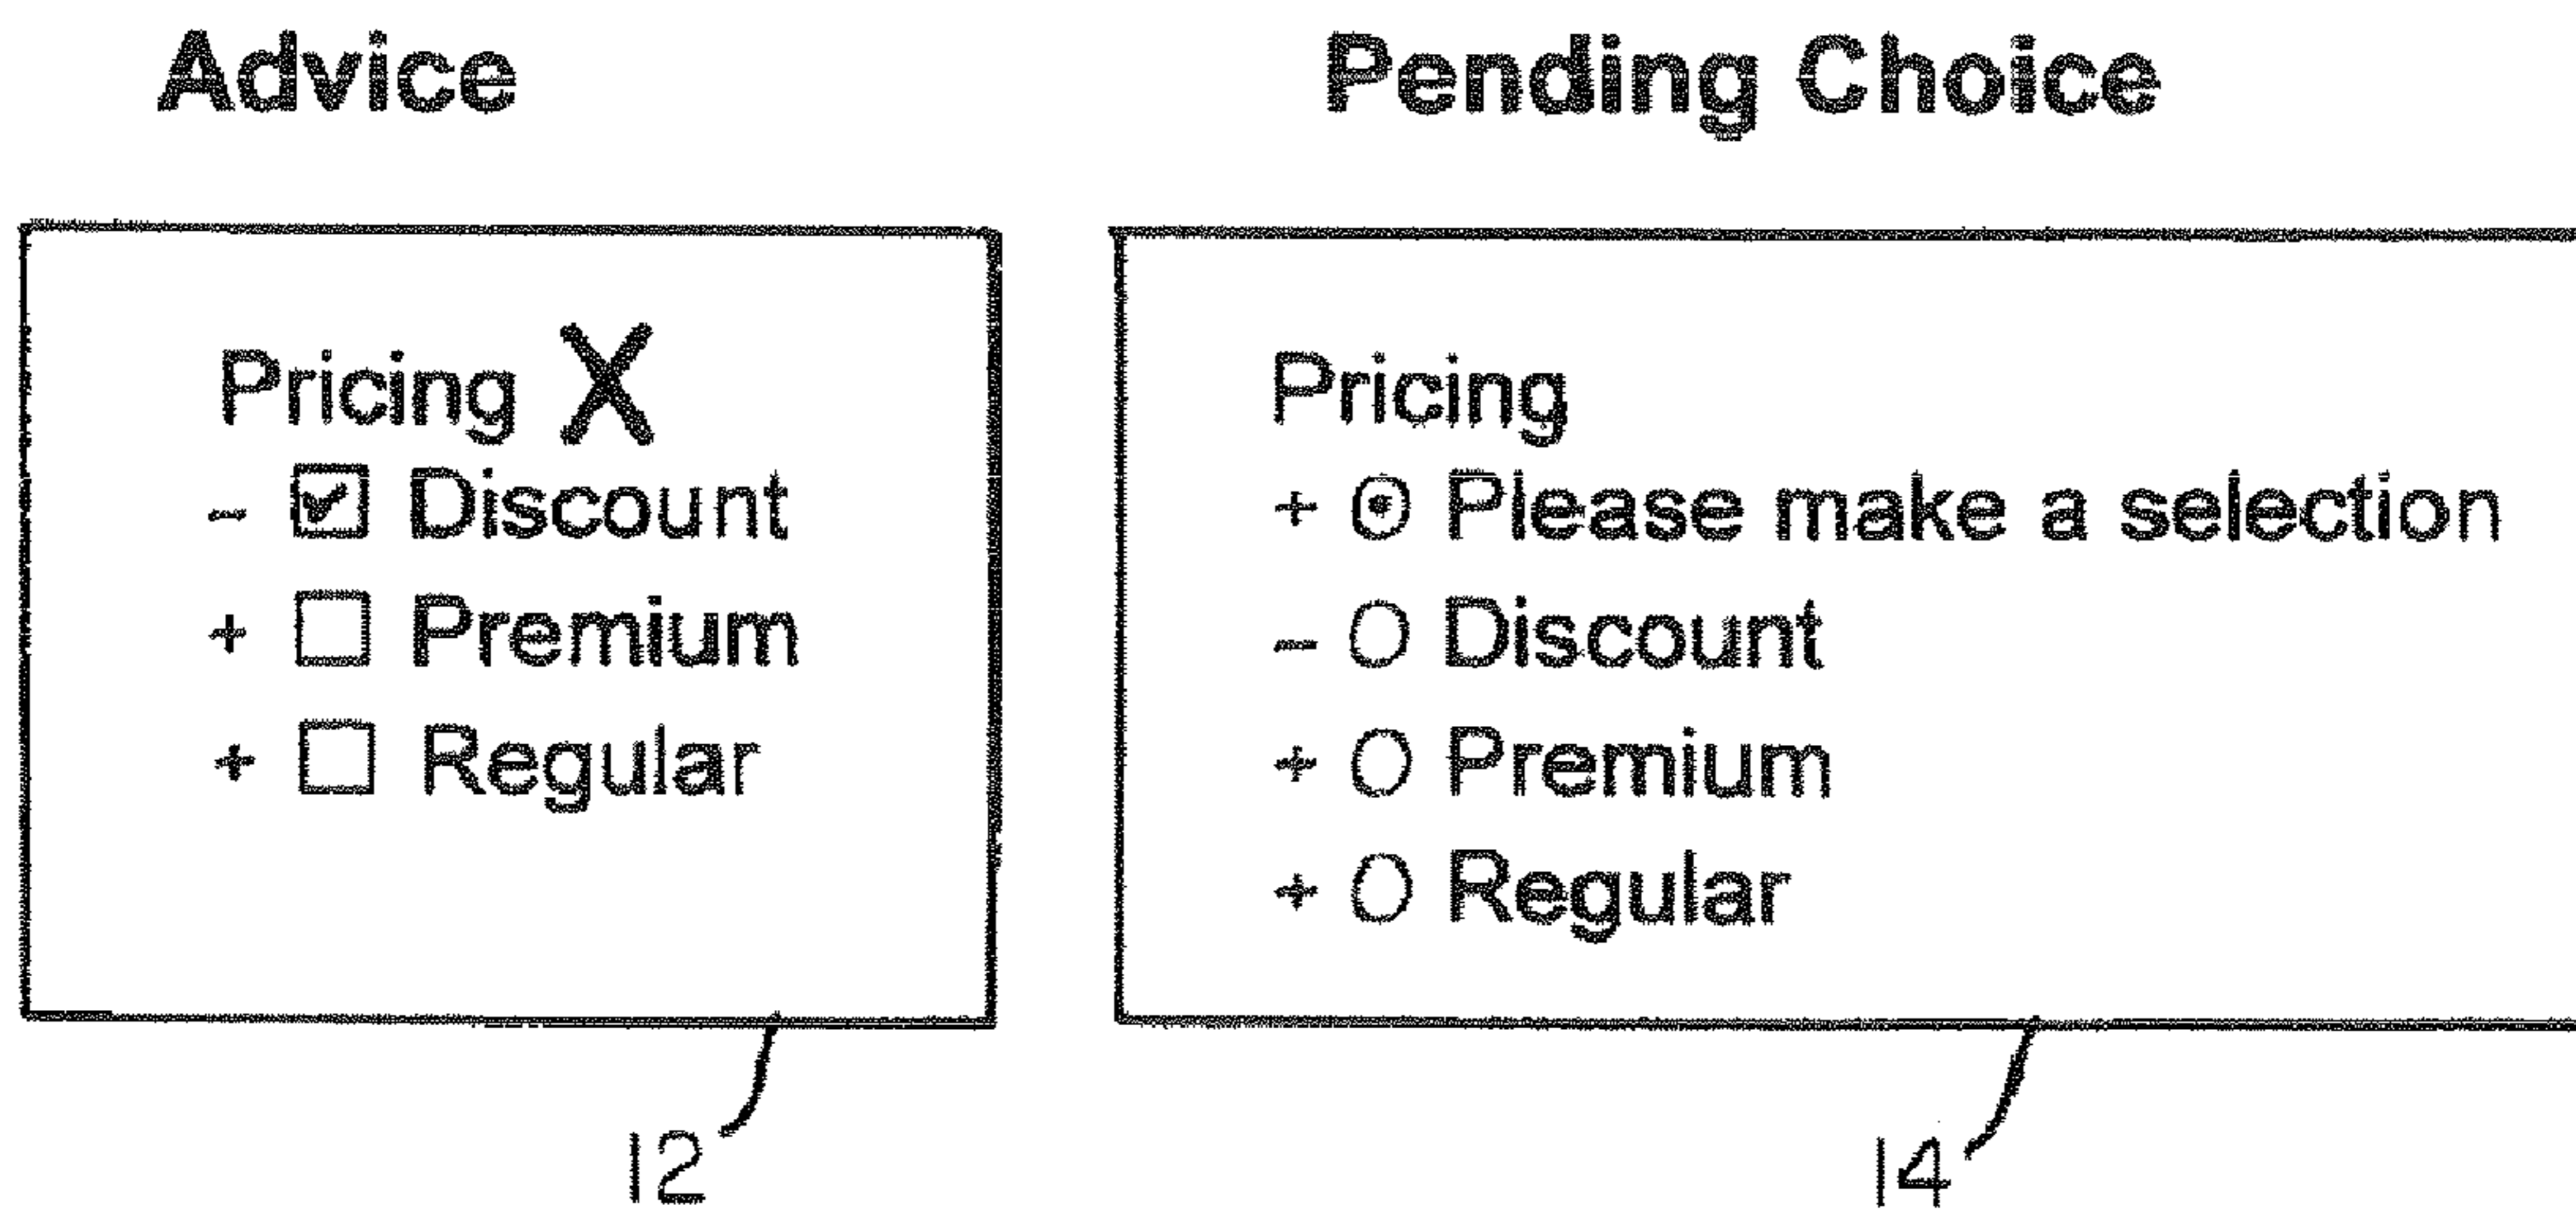 Advice
Pricing X
- ☑ Discount
+ ☐ Premium
+ ☐ Regular
12
Pending Choice
Pricing
+ ◉ Please make a selection
- ○ Discount
+ ○ Premium
+ ○ Regular
14